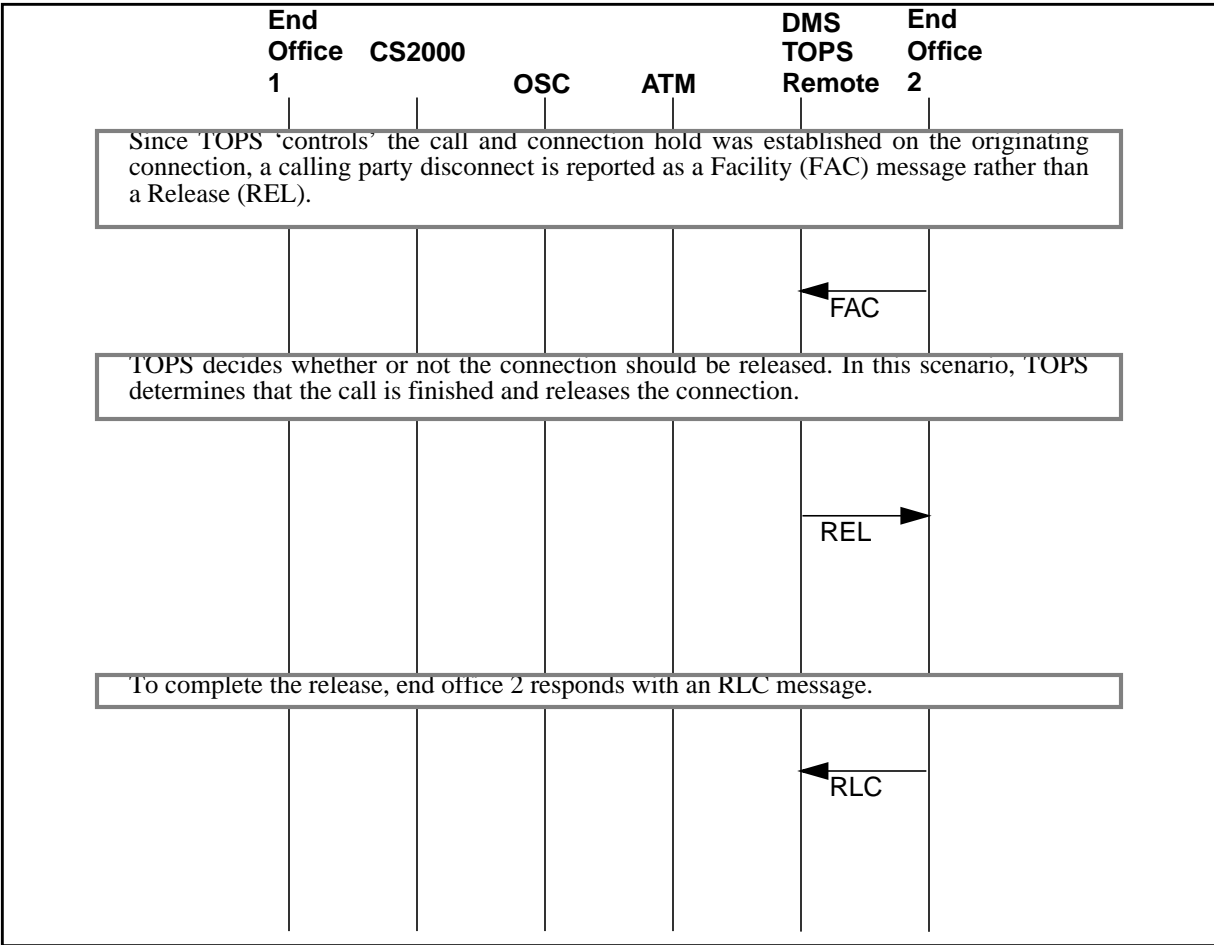 End Office 1
CS2000
OSC
ATM
DMS TOPS Remote
End Office 2
Since TOPS ‘controls’ the call and connection hold was established on the originating
connection, a calling party disconnect is reported as a Facility (FAC) message rather than
a Release (REL).
FAC
TOPS decides whether or not the connection should be released. In this scenario, TOPS
determines that the call is finished and releases the connection.
REL
To complete the release, end office 2 responds with an RLC message.
RLC